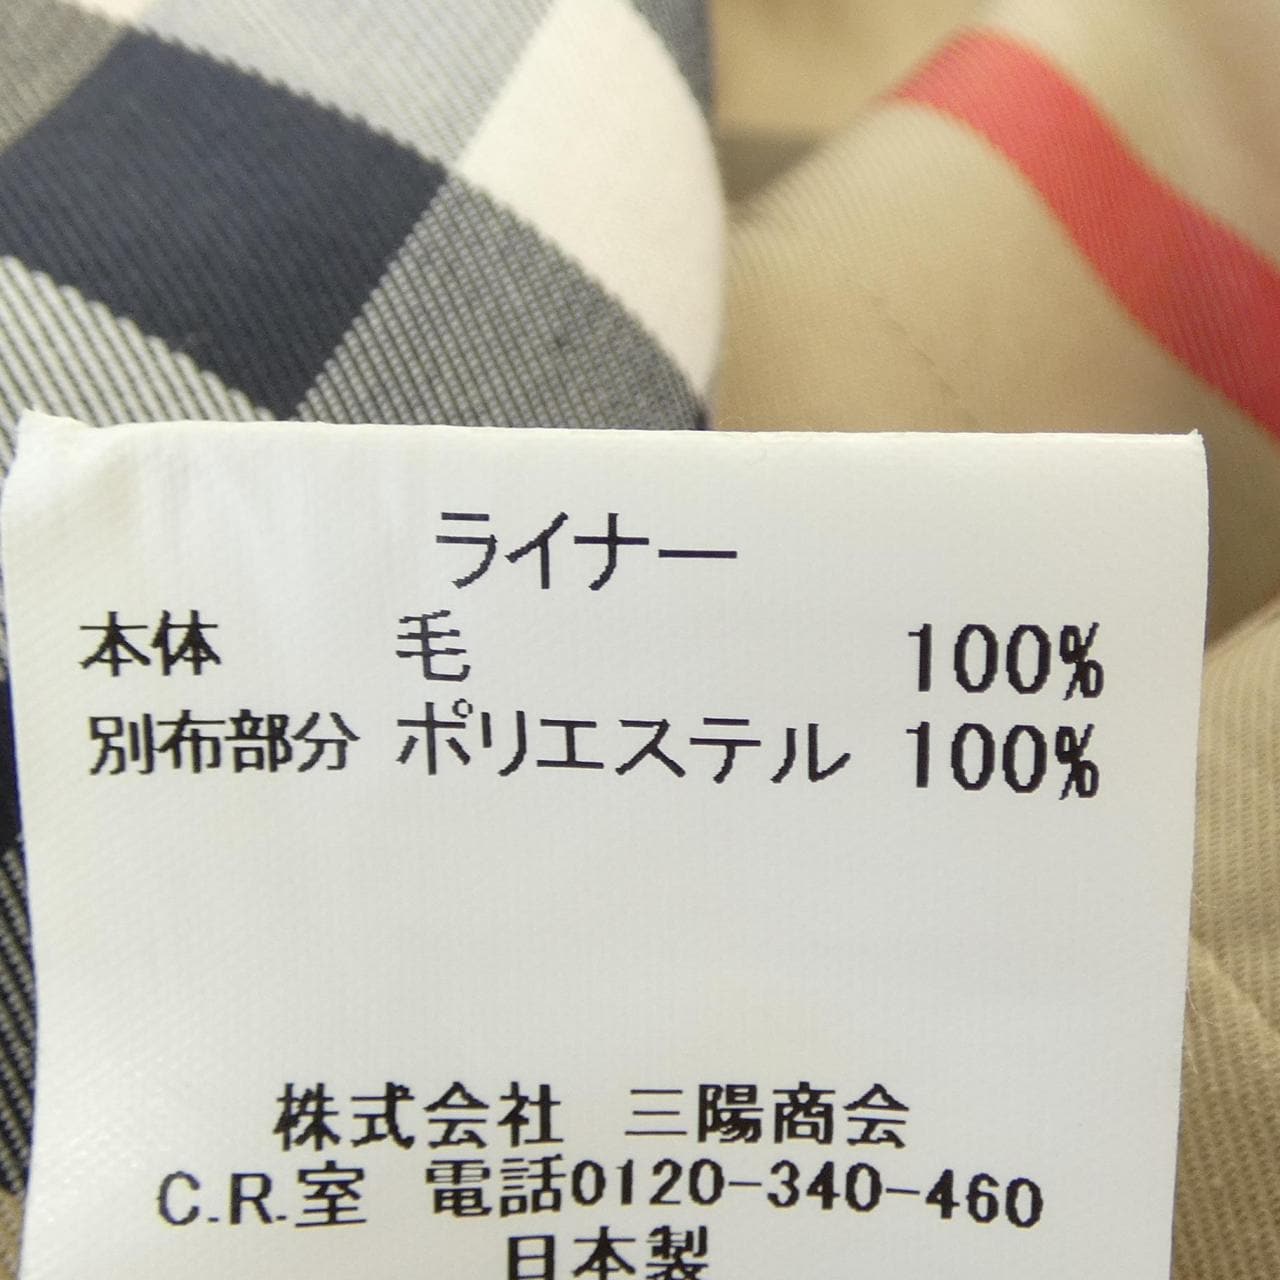 ライナー
本体 毛 100%
別布部分 ポリエステル 100%
株式会社 三陽商会
C.R.室 電話0120-340-460
日本製